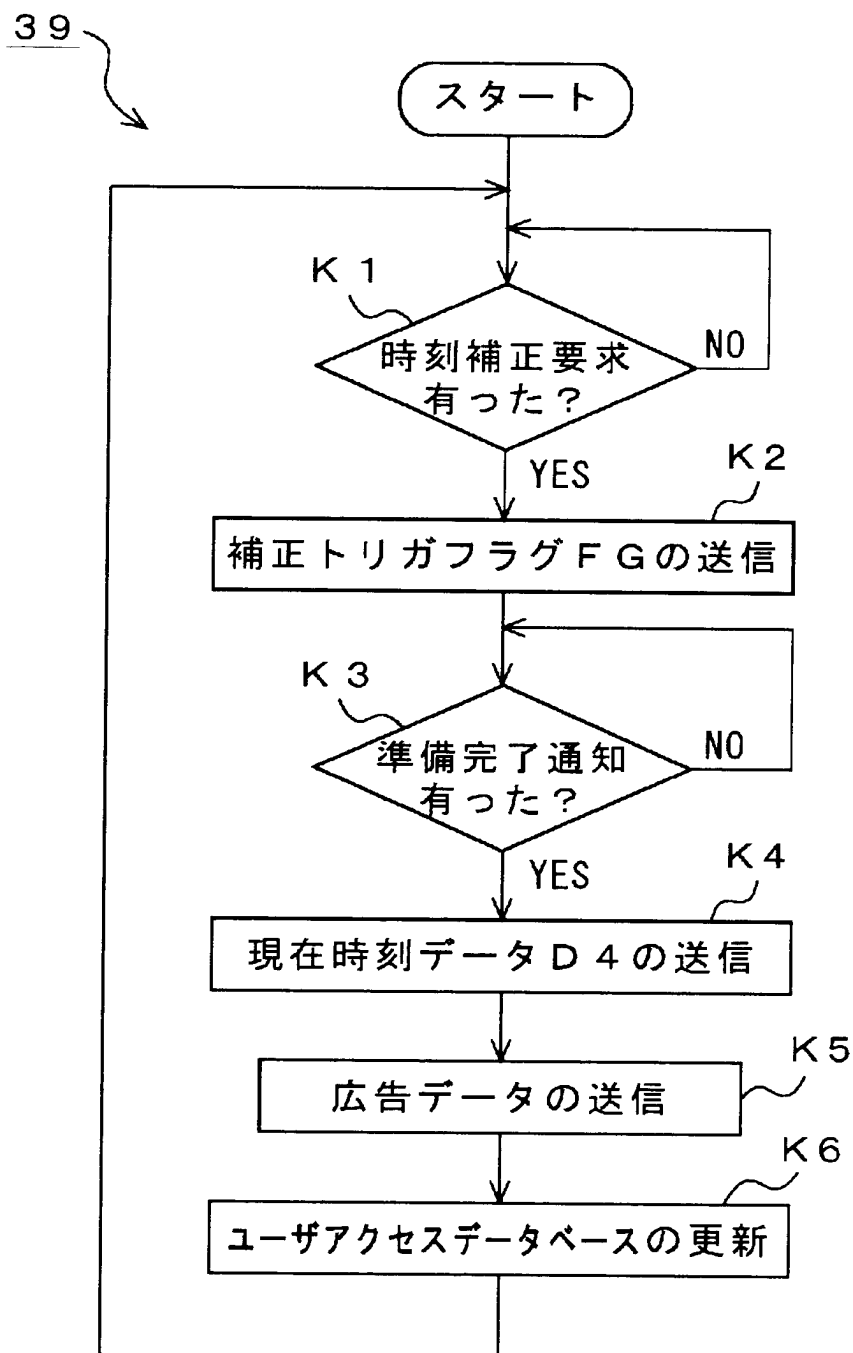 39
スタート
K1
時刻補正要求
有った?
NO
YES
K2
補正トリガフラグFGの送信
K3
準備完了通知
有った?
NO
YES
K4
現在時刻データD4の送信
K5
広告データの送信
K6
ユーザアクセスデータベースの更新